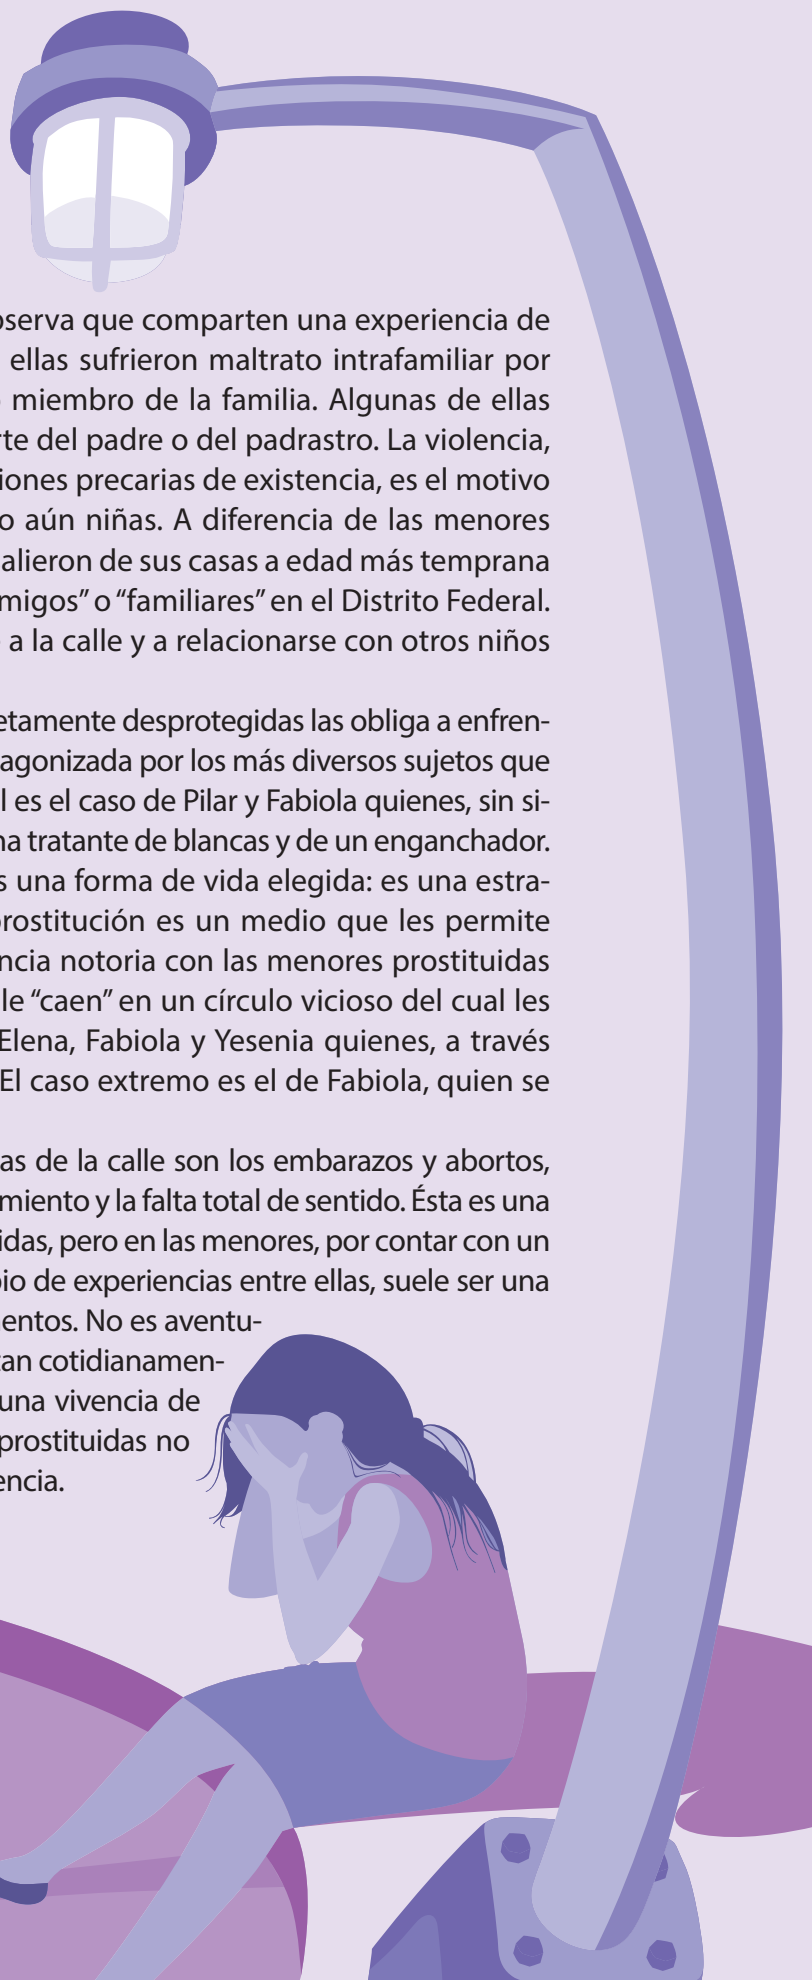 bserva que comparten una experiencia de
ellas sufrieron maltrato intrafamiliar por
miembro de la familia. Algunas de ellas
rte del padre o del padrastro. La violencia,
iones precarias de existencia, es el motivo
o aún niñas. A diferencia de las menores
alieron de sus casas a edad más temprana
migos” o “familiares” en el Distrito Federal.
a la calle y a relacionarse con otros niños
etamente desprotegidas las obliga a enfren-
agonizada por los más diversos sujetos que
l es el caso de Pilar y Fabiola quienes, sin si-
na tratante de blancas y de un enganchador.
s una forma de vida elegida: es una estra-
prostitución es un medio que les permite
ncia notoria con las menores prostituidas
le “caen” en un círculo vicioso del cual les
Elena, Fabiola y Yesenia quienes, a través
El caso extremo es el de Fabiola, quien se
as de la calle son los embarazos y abortos,
miento y la falta total de sentido. Ésta es una
idas, pero en las menores, por contar con un
bio de experiencias entre ellas, suele ser una
entos. No es aventu-
tan cotidianamen-
una vivencia de
prostituidas no
encia.